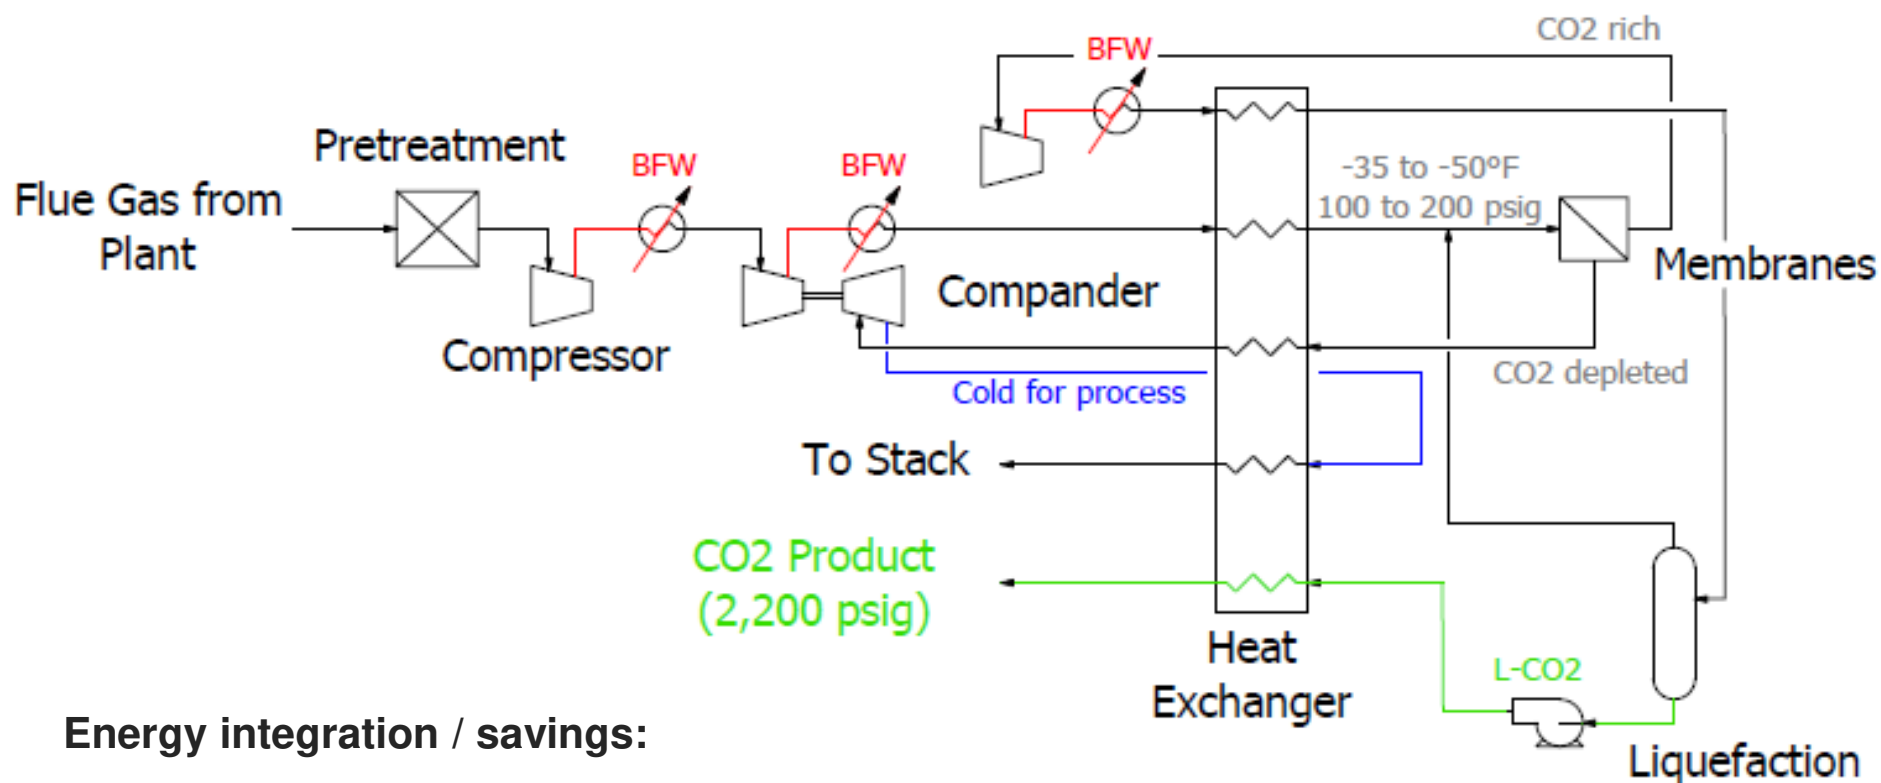 CO2 rich
BFW
Pretreatment
BFW
BFW
-35 to -50ºF
100 to 200 psig
Flue Gas from
Plant
Membranes
Compander
Compressor
CO2 depleted
Cold for process
To Stack
CO2 Product
(2,200 psig)
Heat
Exchanger
L-CO2
Energy integration / savings:
Liquefaction